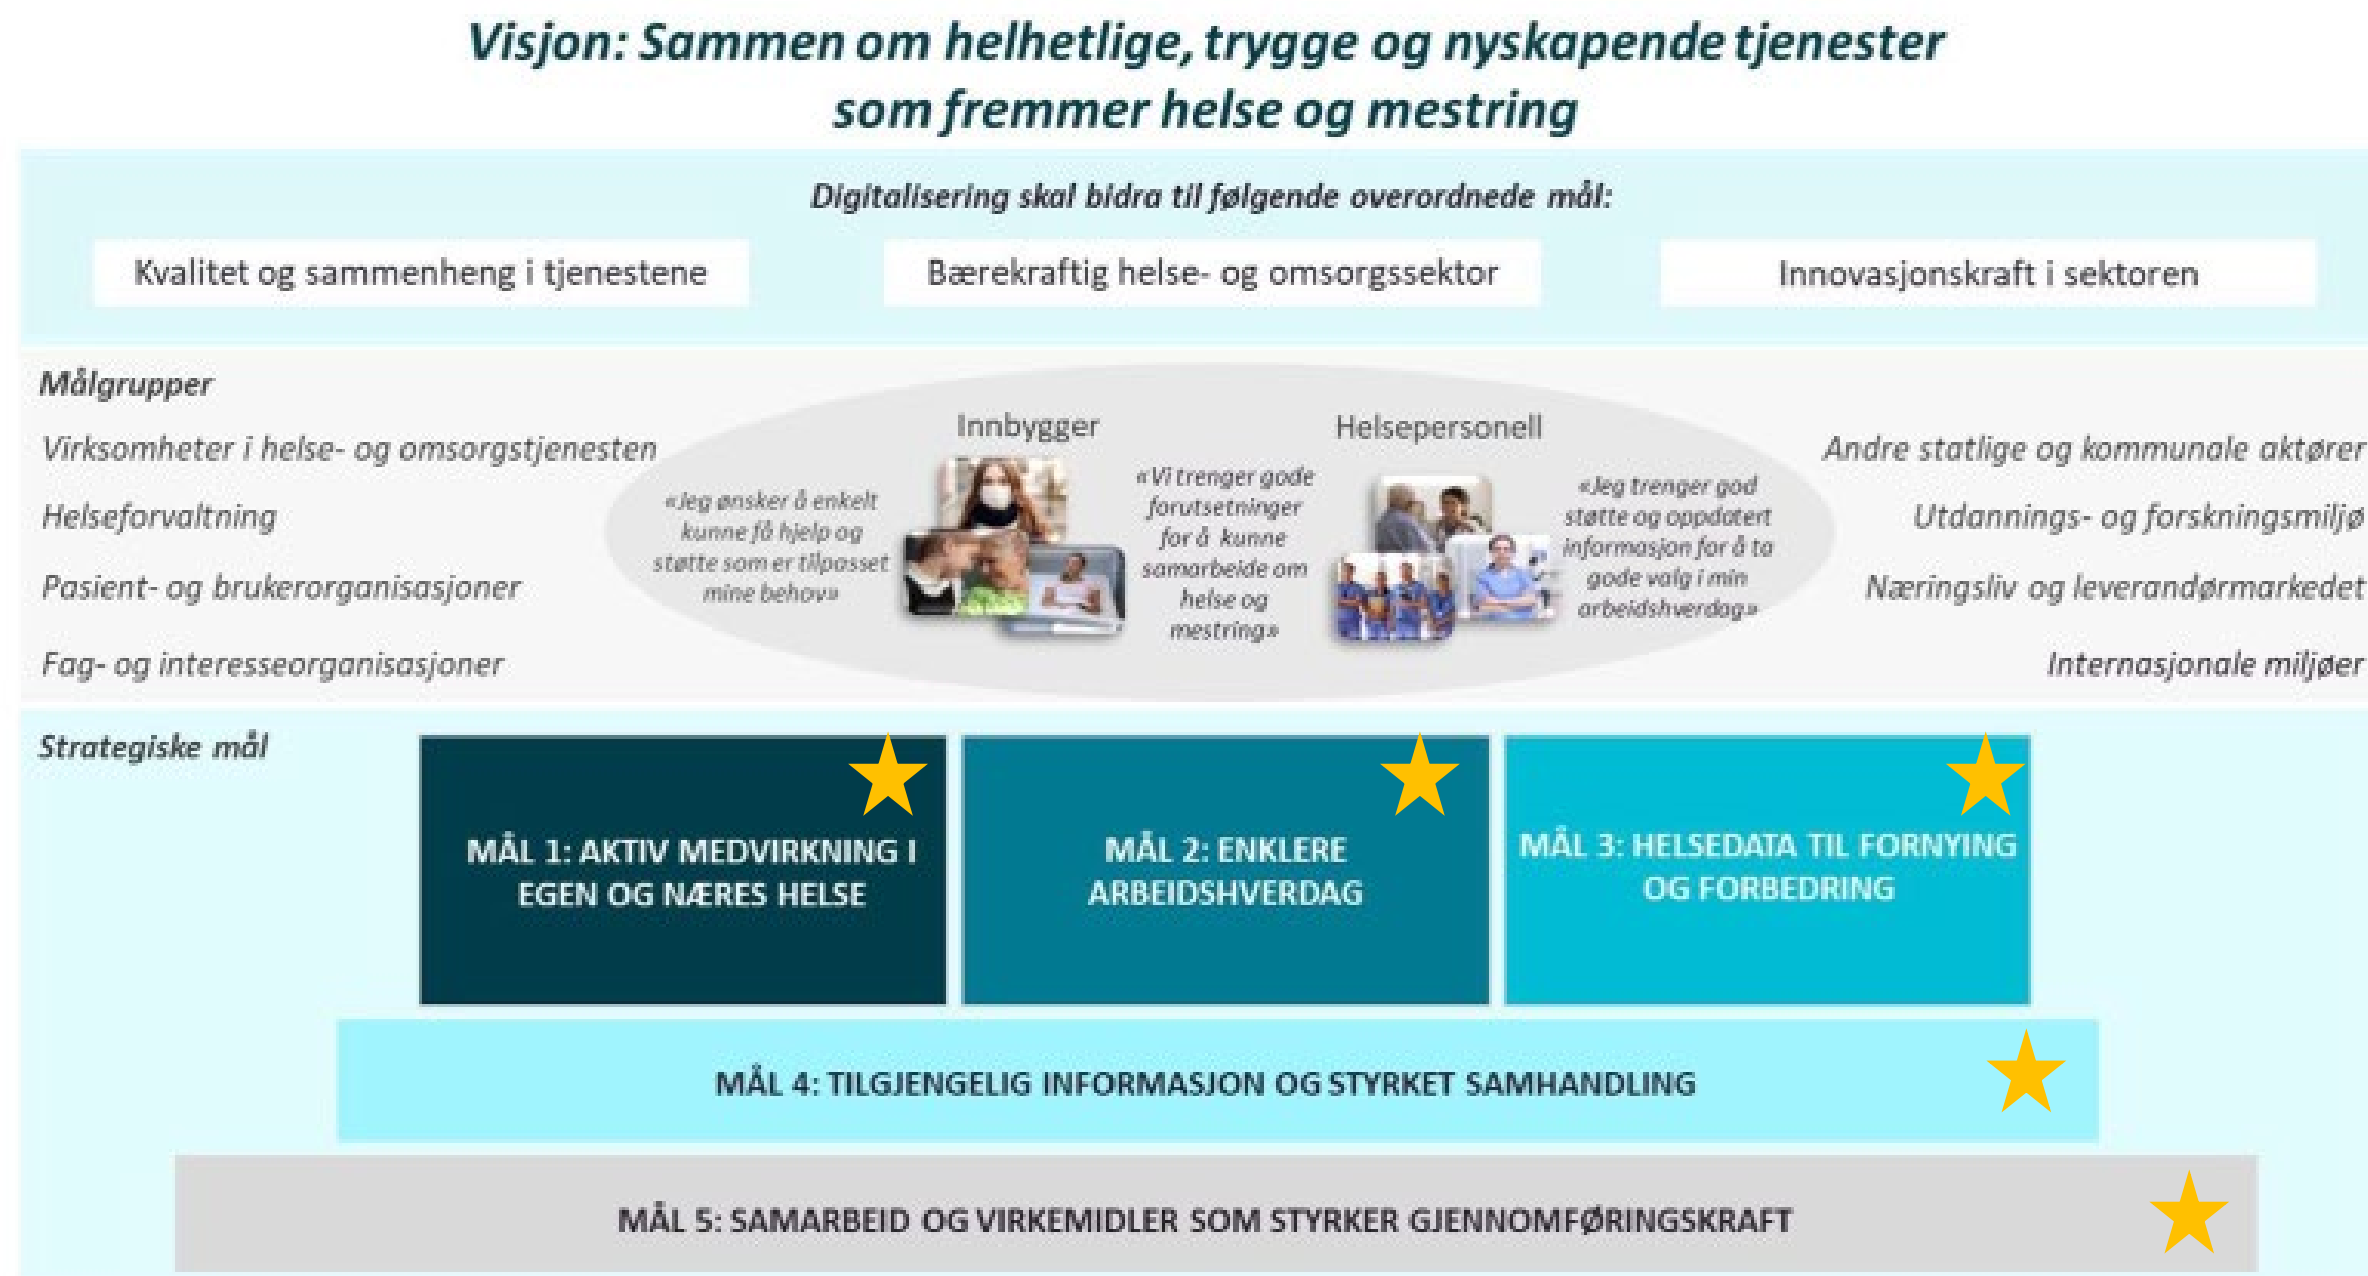 Visjon: Sammen om helhetlige, trygge og nyskapende tjenester
som fremmer helse og mestring
Digitalisering skal bidra til følgende overordnede mål:
Kvalitet og sammenheng i tjenestene
Bærekraftig helse- og omsorgssektor
Innovasjonskraft i sektoren
Målgrupper
Virksomheter i helse- og omsorgstjenesten
Helseforvaltning
Pasient- og brukerorganisasjoner
Fag- og interesseorganisasjoner
Innbygger
«Jeg ønsker å enkelt
kunne få hjelp og
støtte som er tilpasset
mine behov»
«Vi trenger gode
forutsetninger
for å kunne
samarbeide om
helse og
mestring»
Helsepersonell
«Jeg trenger god
støtte og oppdatert
informasjon for å ta
gode valg i min
arbeidshverdag»
Andre statlige og kommunale aktører
Utdannings- og forskningsmiljø
Næringsliv og leverandørmarkedet
Internasjonale miljøer
Strategiske mål
MÅL 1: AKTIV MEDVIRKNING I
EGEN OG NÆRES HELSE
MÅL 2: ENKLERE
ARBEIDSHVERDAG
MÅL 3: HELSEDATA TIL FORNYING
OG FORBEDRING
MÅL 4: TILGJENGELIG INFORMASJON OG STYRKET SAMHANDLING
MÅL 5: SAMARBEID OG VIRKEMIDLER SOM STYRKER GJENNOMFØRINGSKRAFT